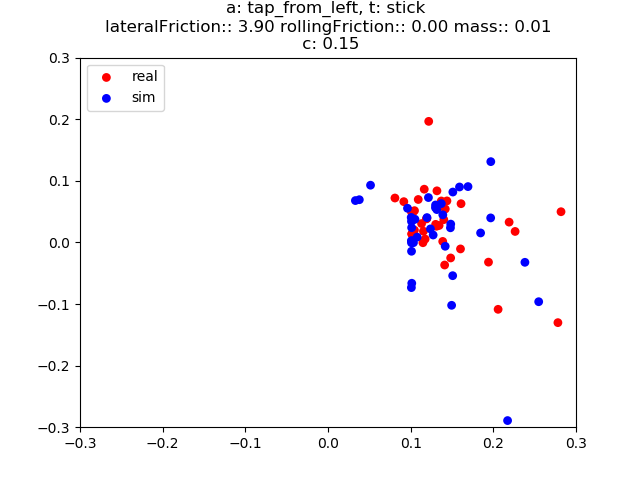 a: tap_from_left, t: stick
lateralFriction:: 3.90 rollingFriction:: 0.00 mass:: 0.01
c: 0.15
real
sim
0.3
0.2
0.1
0.0
−0.1
−0.2
−0.3
−0.3
−0.2
−0.1
0.0
0.1
0.2
0.3